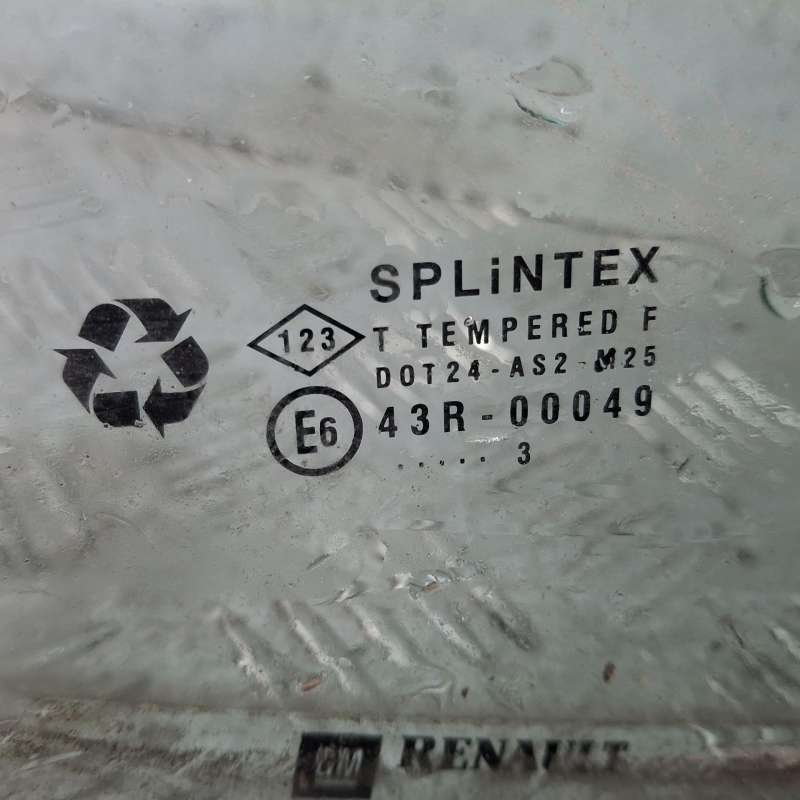 SPLiNTEX
123 T TEMPERED F
DOT24-AS2-M25
E6 43R-00049
..... 3
GM RENAULT